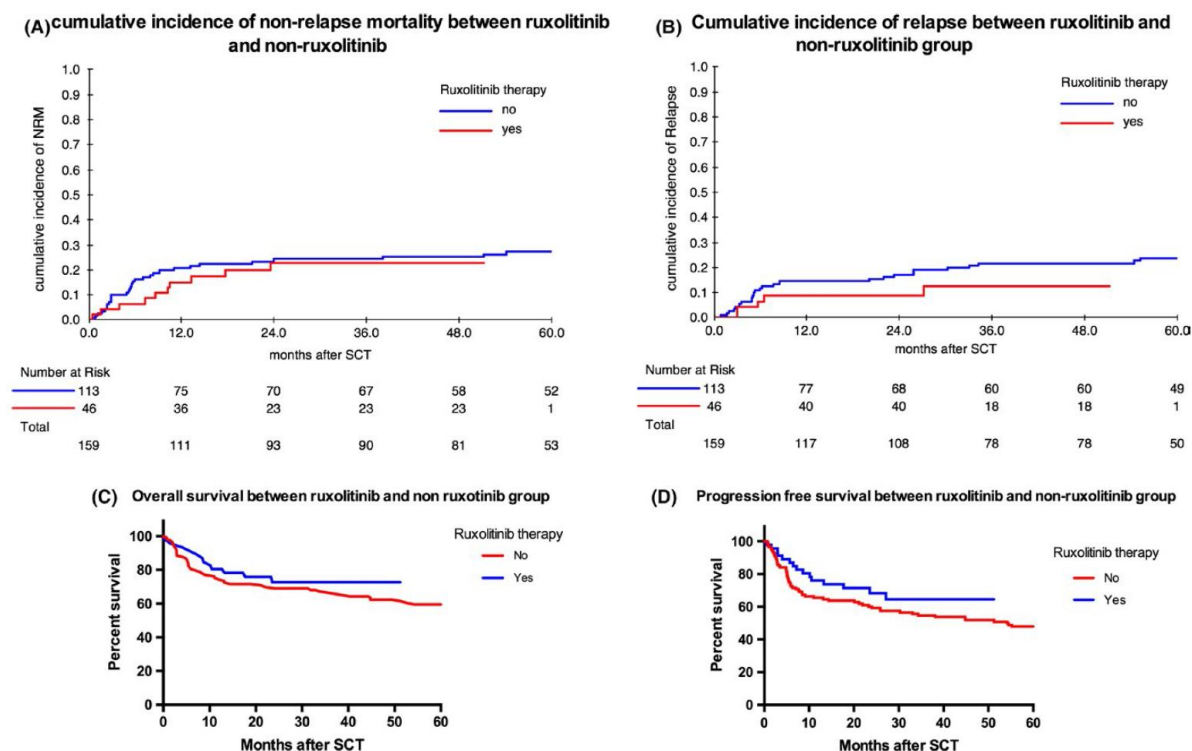 (A) cumulative incidence of non-relapse mortality between ruxolitinib
and non-ruxolitinib
1.0
0.9
0.8
0.7
0.6
0.5
0.4
0.3
0.2
0.1
0.0
cumulative incidence of NRM
Ruxolitinib therapy
no
yes
0.0 12.0 24.0 36.0 48.0 60.0
months after SCT
Number at Risk
113 75 70 67 58 52
46 36 23 23 23 1
Total
159 111 93 90 81 53
(B) Cumulative incidence of relapse between ruxolitinib and
non-ruxolitinib group
1.0
0.9
0.8
0.7
0.6
0.5
0.4
0.3
0.2
0.1
0.0
cumulative incidence of Relapse
Ruxolitinib therapy
no
yes
0.0 12.0 24.0 36.0 48.0 60.0
months after SCT
Number at Risk
113 77 68 60 60 49
46 40 40 18 18 1
Total
159 117 108 78 78 50
(C) Overall survival between ruxolitinib and non ruxotinib group
100
80
60
40
20
0
Percent survival
Ruxolitinib therapy
No
Yes
0 10 20 30 40 50 60
Months after SCT
(D) Progression free survival between ruxolitinib and non-ruxolitinib group
100
80
60
40
20
0
Percent survival
Ruxolitinib therapy
No
Yes
0 10 20 30 40 50 60
Months after SCT